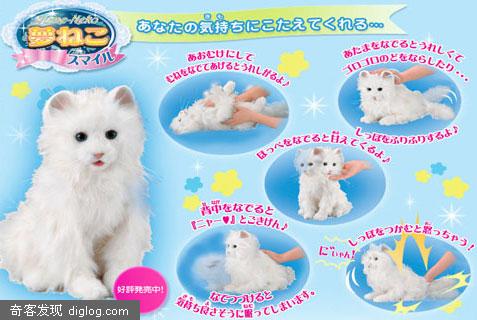 Yume-Neko
夢ねこ
スマイル
あなたの気持ちにこたえてくれる…
あおむけにして
むねをなでてあげるとうれしがるよ♪
あたまをなでるとうれしくて
ゴロゴロのどをならしたり・・・
しっぽをふりふりするよ♪
ほっぺをなでると甘えてくるよ♪
背中をなでると
『ニャー♥』とごきげん♪
なでつづけると
気持ち良さそうに眠ってしまいます。
しっぽをつかむと怒っちゃう!
にゃん!
好評発売中!
奇客发现 diglog.com